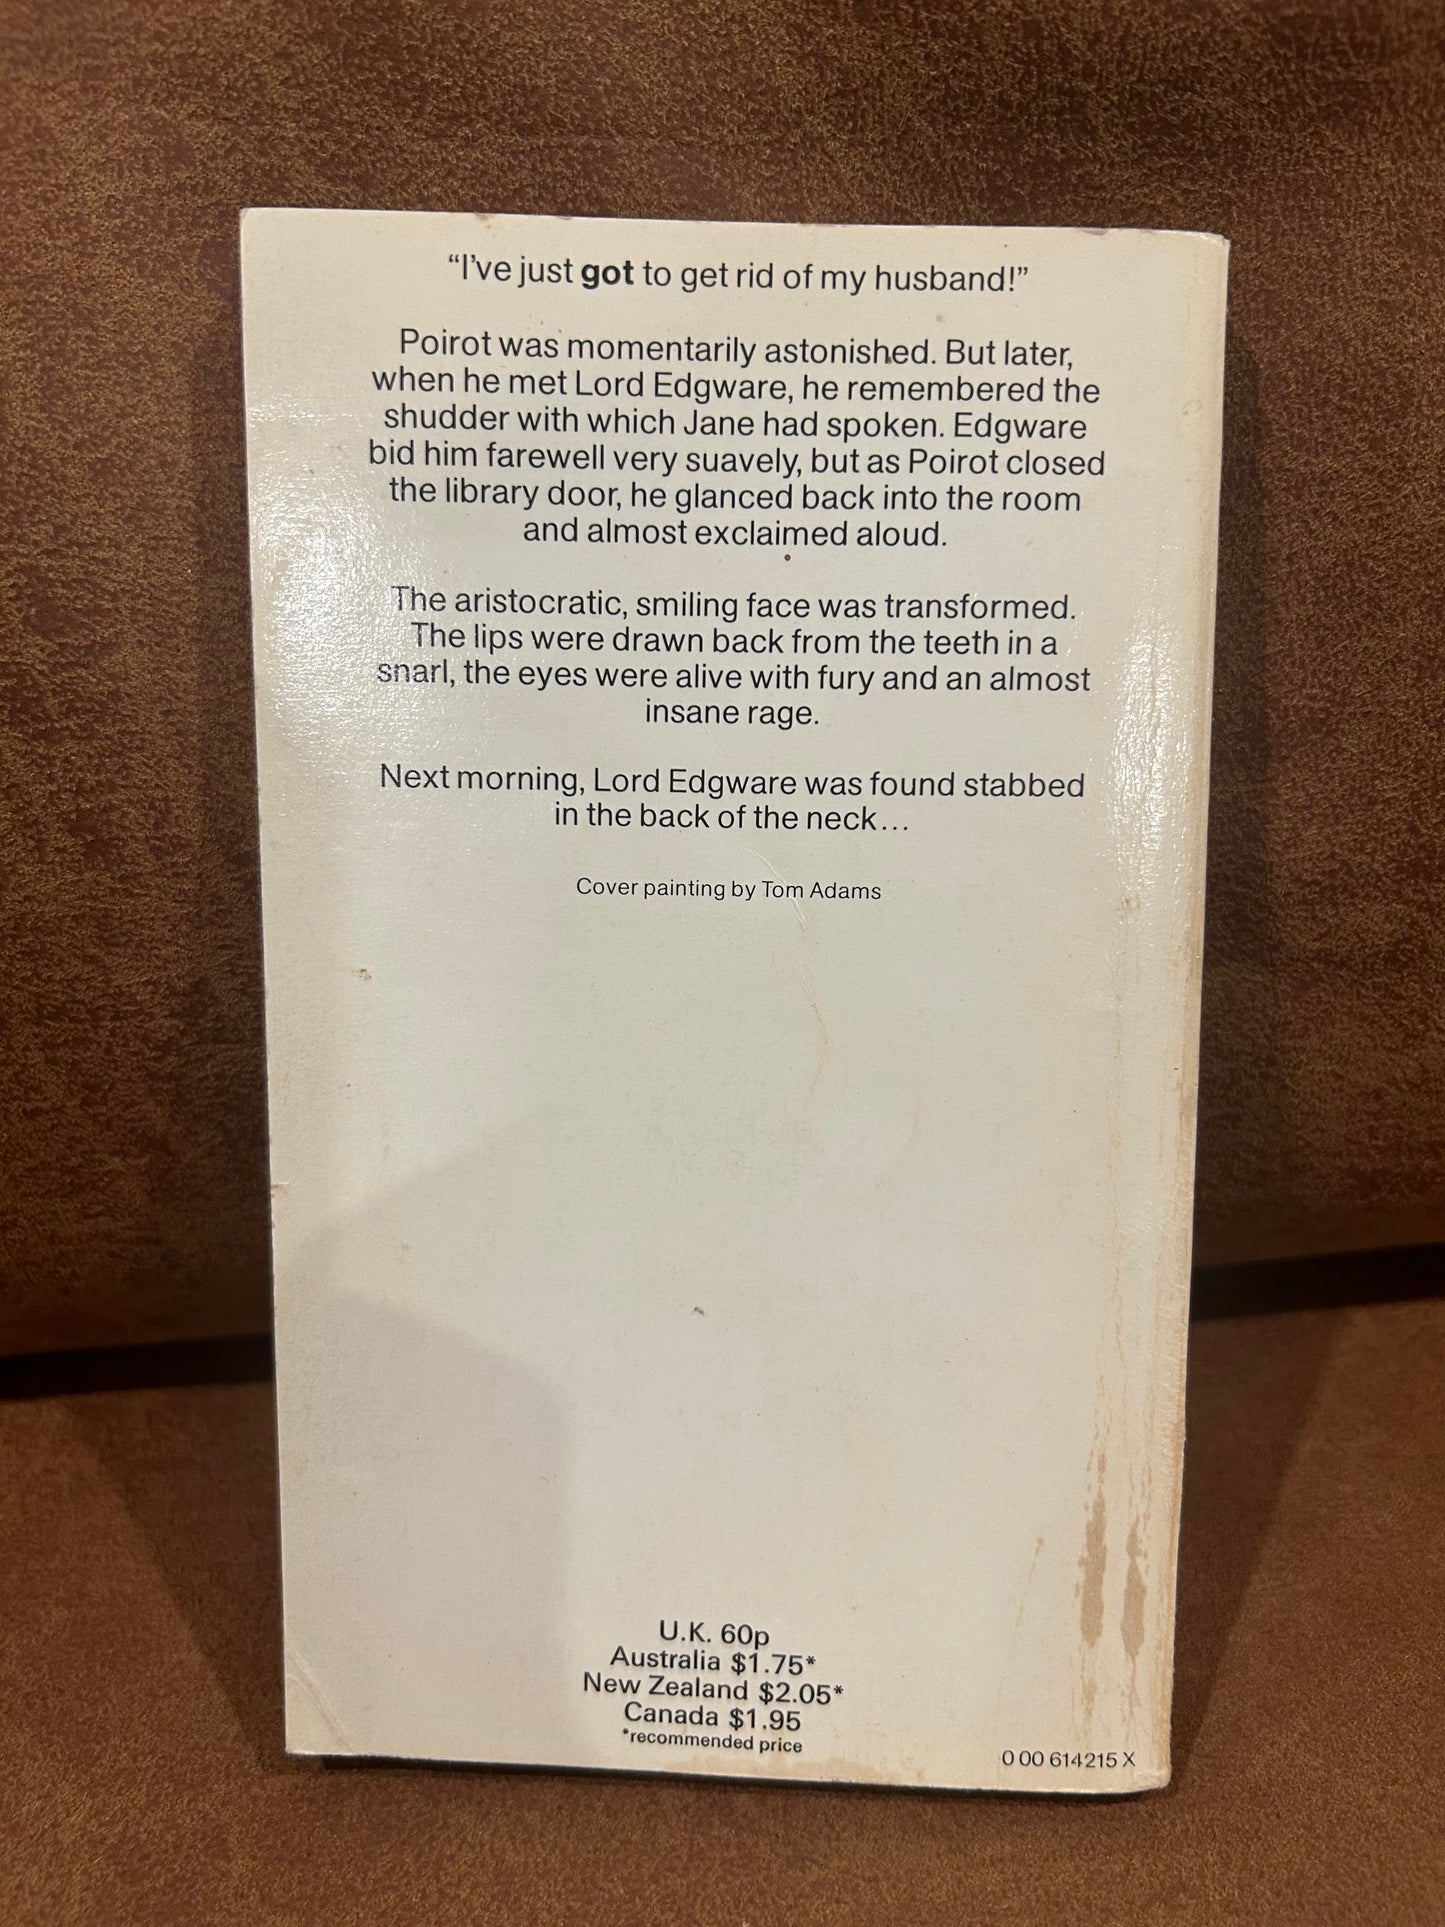 “I’ve just got to get rid of my husband!”
Poirot was momentarily astonished. But later,
when he met Lord Edgware, he remembered the
shudder with which Jane had spoken. Edgware
bid him farewell very suavely, but as Poirot closed
the library door, he glanced back into the room
and almost exclaimed aloud.
The aristocratic, smiling face was transformed.
The lips were drawn back from the teeth in a
snarl, the eyes were alive with fury and an almost
insane rage.
Next morning, Lord Edgware was found stabbed
in the back of the neck...
Cover painting by Tom Adams
U.K. 60p
Australia $1.75*
New Zealand $2.05*
Canada $1.95
*recommended price
0 00 614215 X